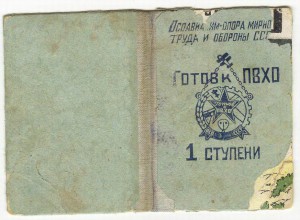 ОСОАВИАХИМ-ОПОРА МИРНО
ТРУДА И ОБОРОНЫ ССС
ГОТОВ К ПВХО
1 СТУПЕНИ